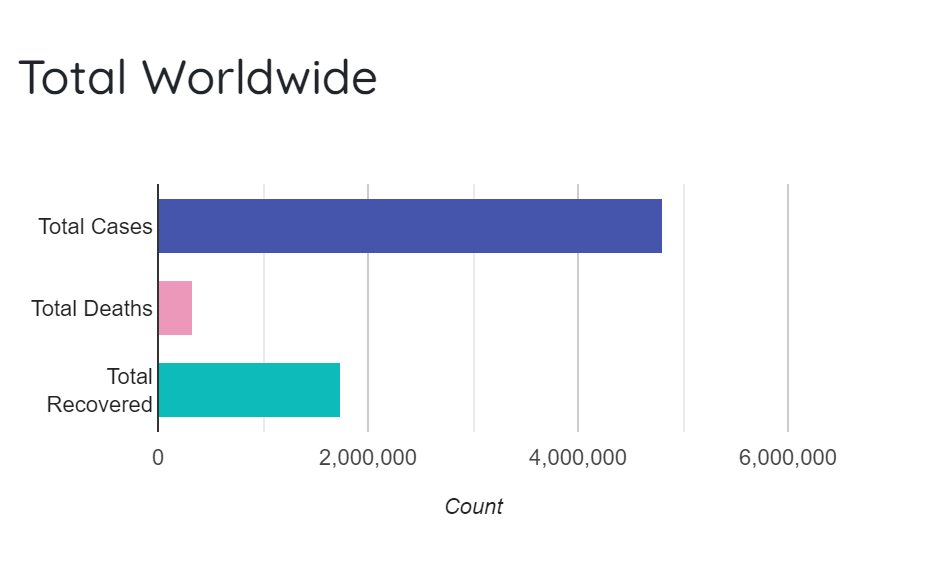 Total Worldwide
Total Cases
Total Deaths
Total
Recovered
0 2,000,000 4,000,000 6,000,000
Count